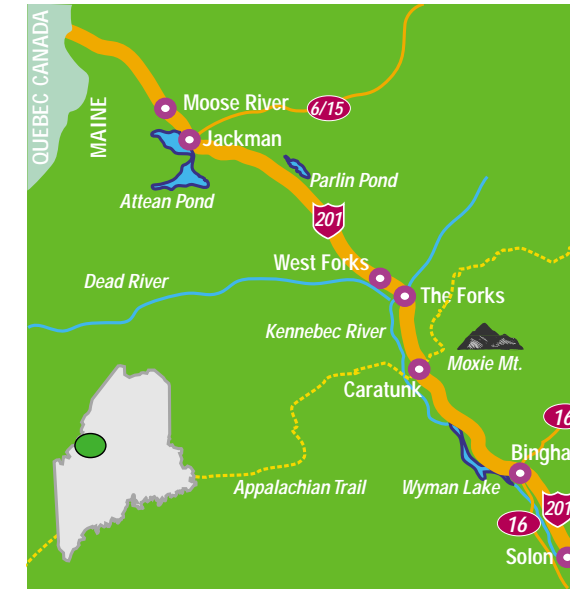 QUEBEC CANADA
MAINE
Moose River
6/15
Jackman
Parlin Pond
Attean Pond
201
West Forks
Dead River
The Forks
Kennebec River
Moxie Mt.
Caratunk
16
Bingha
Appalachian Trail
Wyman Lake
201
16
Solon